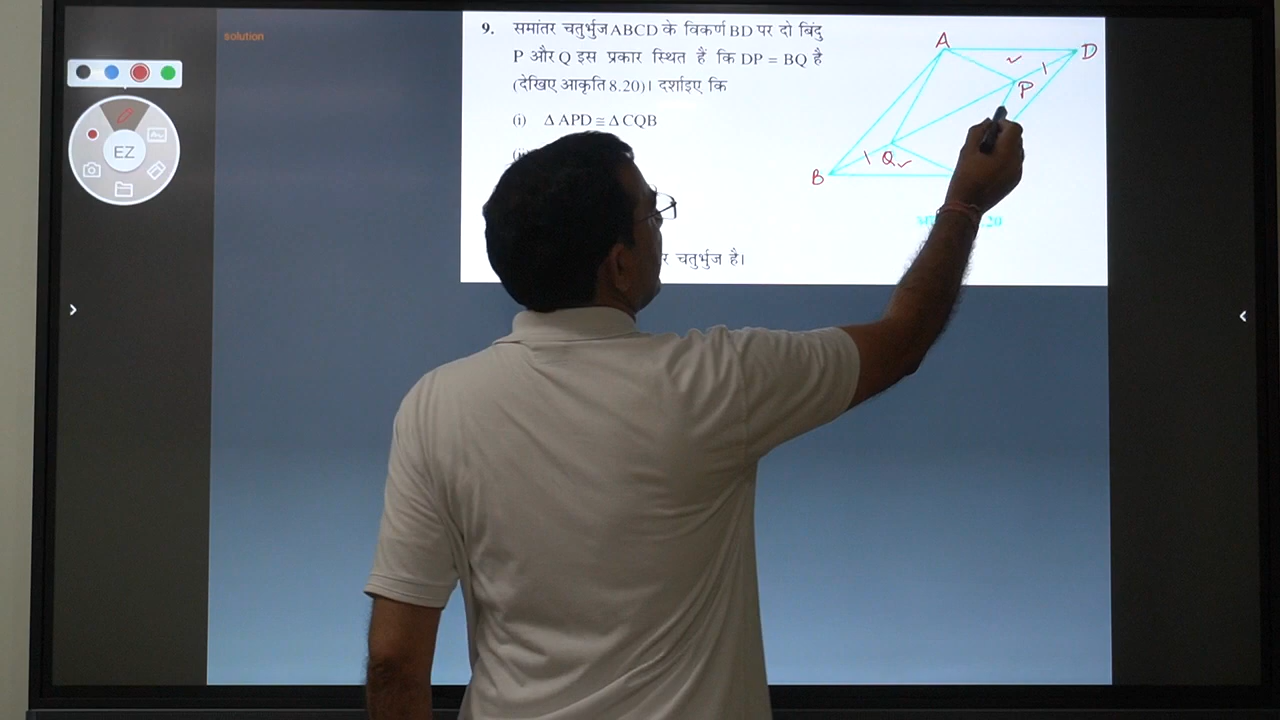 solution
9. समांतर चतुर्भुज ABCD के विकर्ण BD पर दो बिंदु
P और Q इस प्रकार स्थित हैं कि DP = BQ है
(देखिए आकृति 8.20)। दर्शाइए कि
(i) Δ APD ≅ Δ CQB
चतुर्भुज है।
A
D
P
Q
B
20
EZ